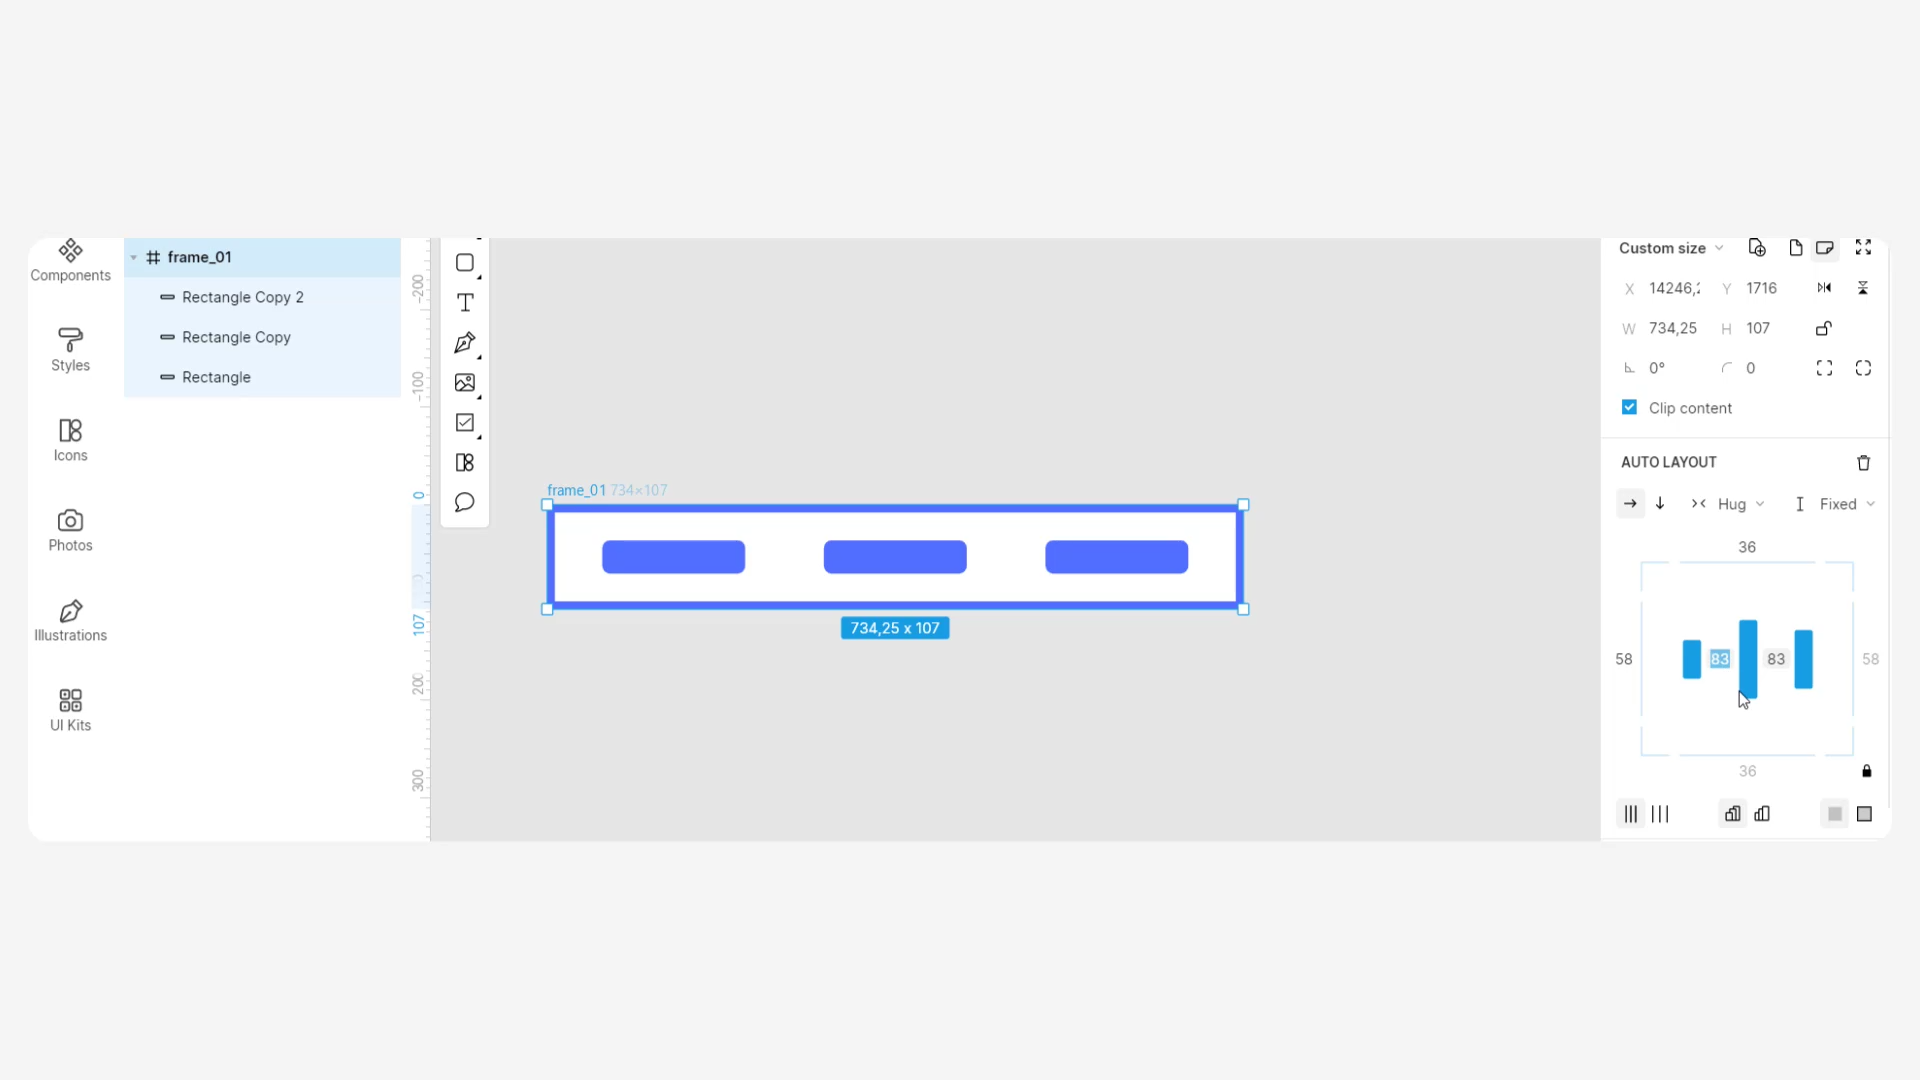 Components
Styles
Icons
Photos
Illustrations
UI Kits
frame_01
Rectangle Copy 2
Rectangle Copy
Rectangle
-200
-100
0
107
200
300
frame_01 734×107
734,25 x 107
Custom size
X 14246,2 Y 1716
W 734,25 H 107
0° 0
Clip content
AUTO LAYOUT
Hug Fixed
36
58 83 83 58
36